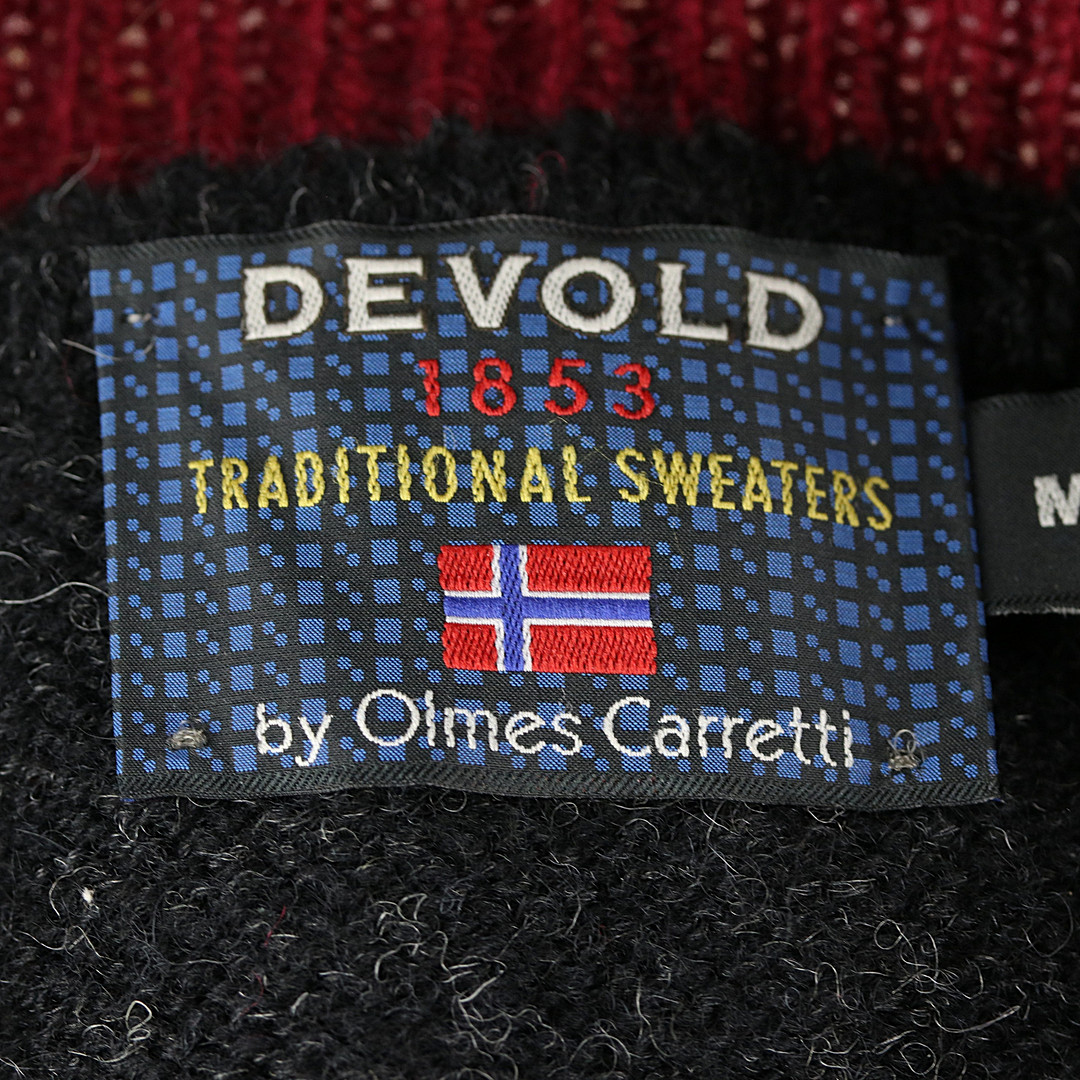 DEVOLD
1853
TRADITIONAL SWEATERS
by Olmes Carretti
M